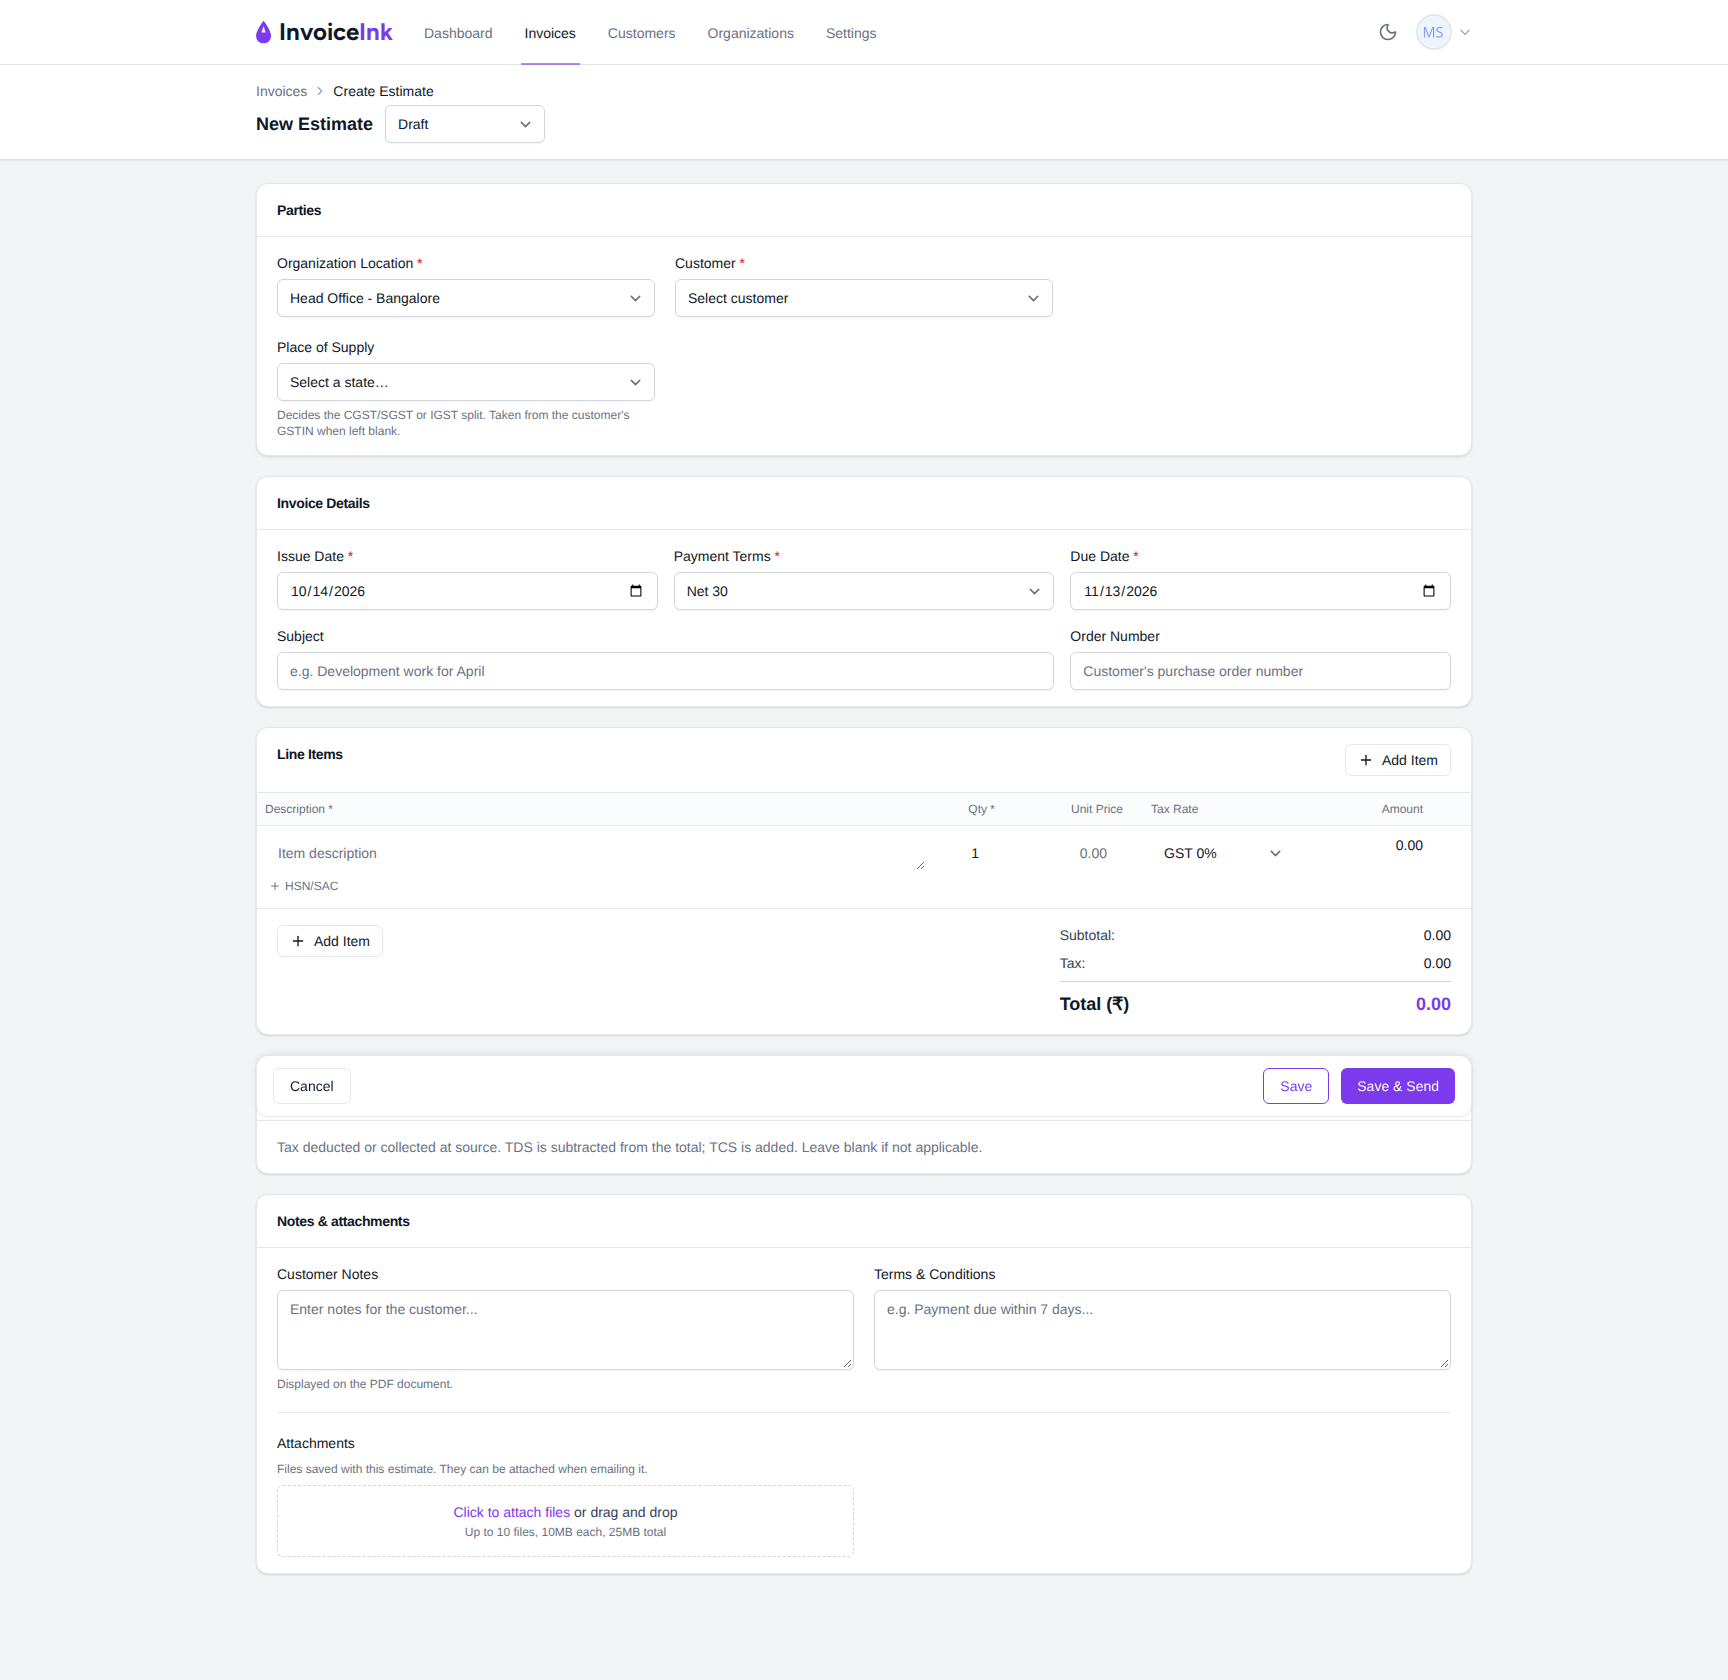 InvoiceInk
Dashboard
Invoices
Customers
Organizations
Settings
MS
Invoices
Create Estimate
New Estimate
Draft
Parties
Organization Location *
Customer *
Head Office - Bangalore
Select customer
Place of Supply
Select a state…
Decides the CGST/SGST or IGST split. Taken from the customer's
GSTIN when left blank.
Invoice Details
Issue Date *
Payment Terms *
Due Date *
10/14/2026
Net 30
11/13/2026
Subject
Order Number
e.g. Development work for April
Customer's purchase order number
Line Items
Add Item
Description *
Qty *
Unit Price
Tax Rate
Amount
Item description
1
0.00
GST 0%
0.00
HSN/SAC
Add Item
Subtotal:
0.00
Tax:
0.00
Total (₹)
0.00
Cancel
Save
Save & Send
Tax deducted or collected at source. TDS is subtracted from the total; TCS is added. Leave blank if not applicable.
Notes & attachments
Customer Notes
Terms & Conditions
Enter notes for the customer...
e.g. Payment due within 7 days...
Displayed on the PDF document.
Attachments
Files saved with this estimate. They can be attached when emailing it.
Click to attach files or drag and drop
Up to 10 files, 10MB each, 25MB total